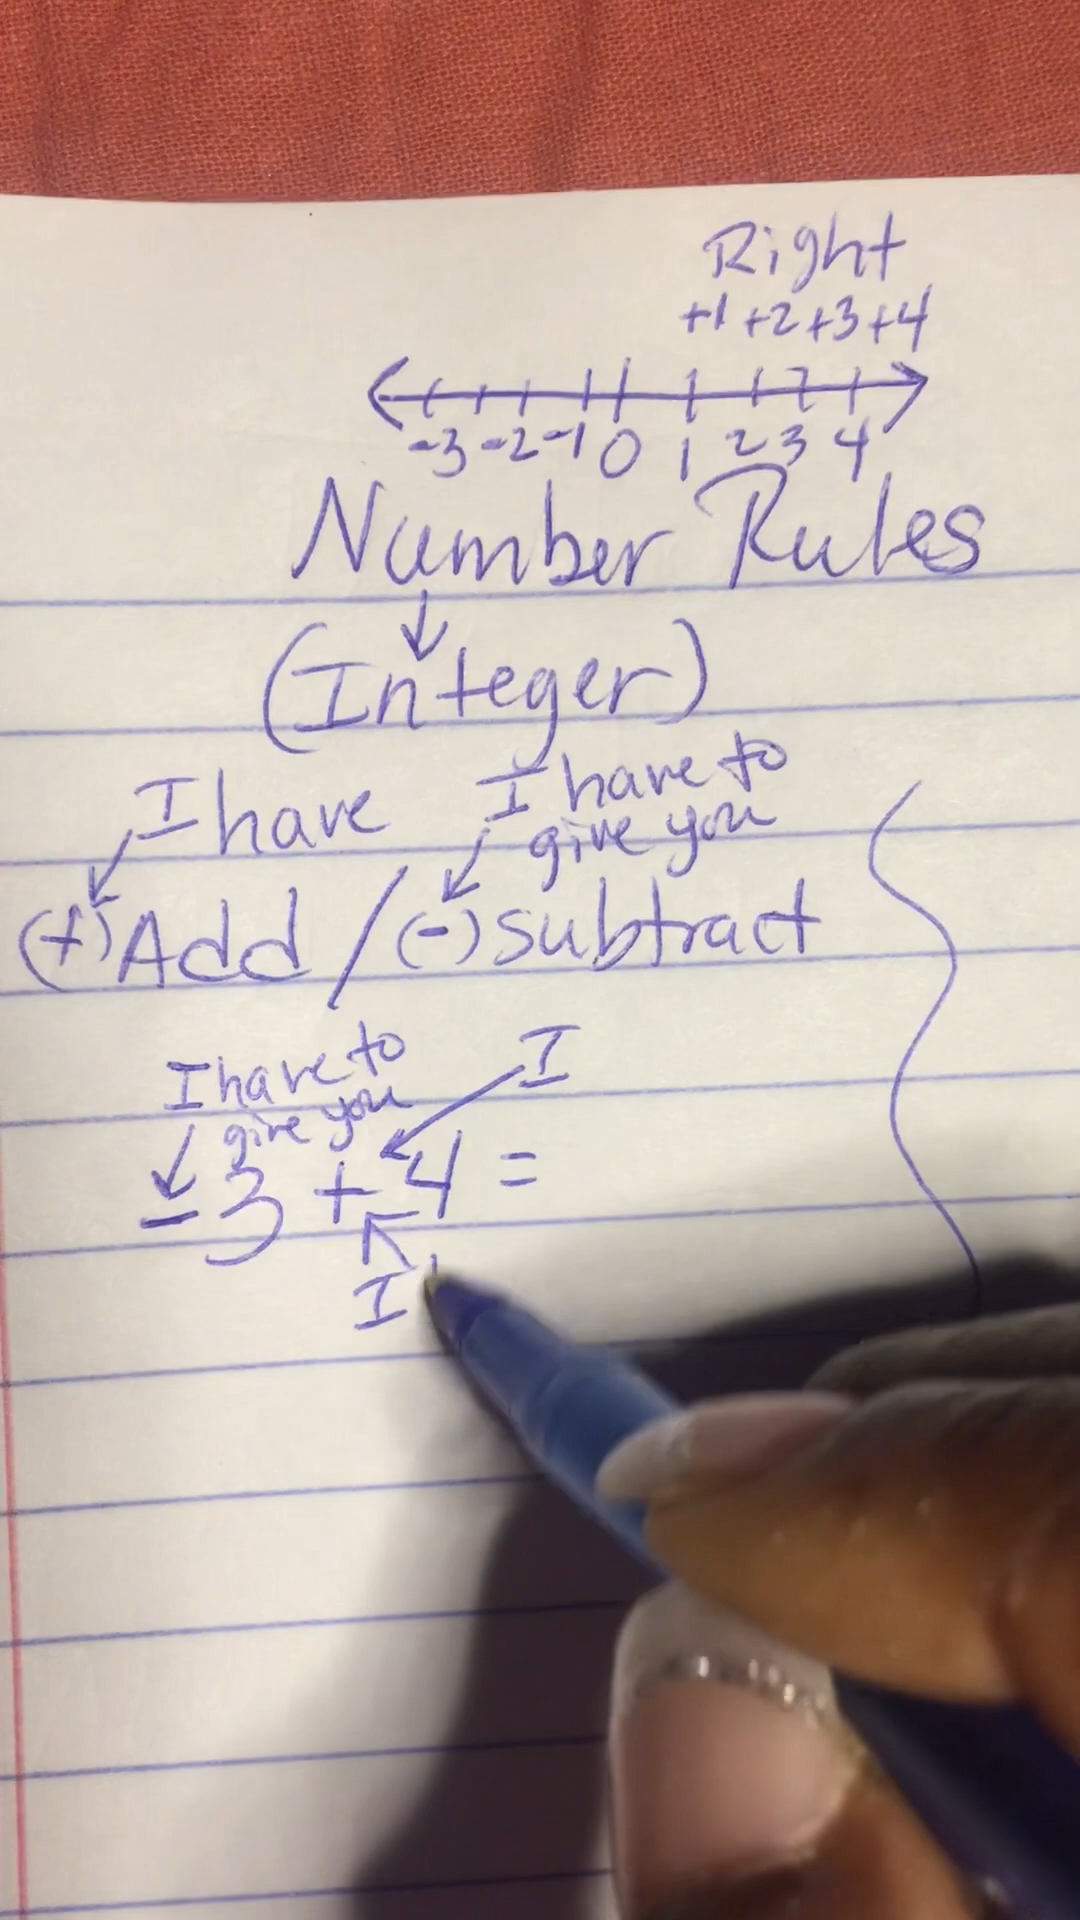 Right
+1 +2 +3 +4
-3 -2 -1 0 1 2 3 4
Number Rules
(Integer)
I have I have to
give you
(+) Add / (-) subtract
I have to I
give you
- 3 + 4 =
I